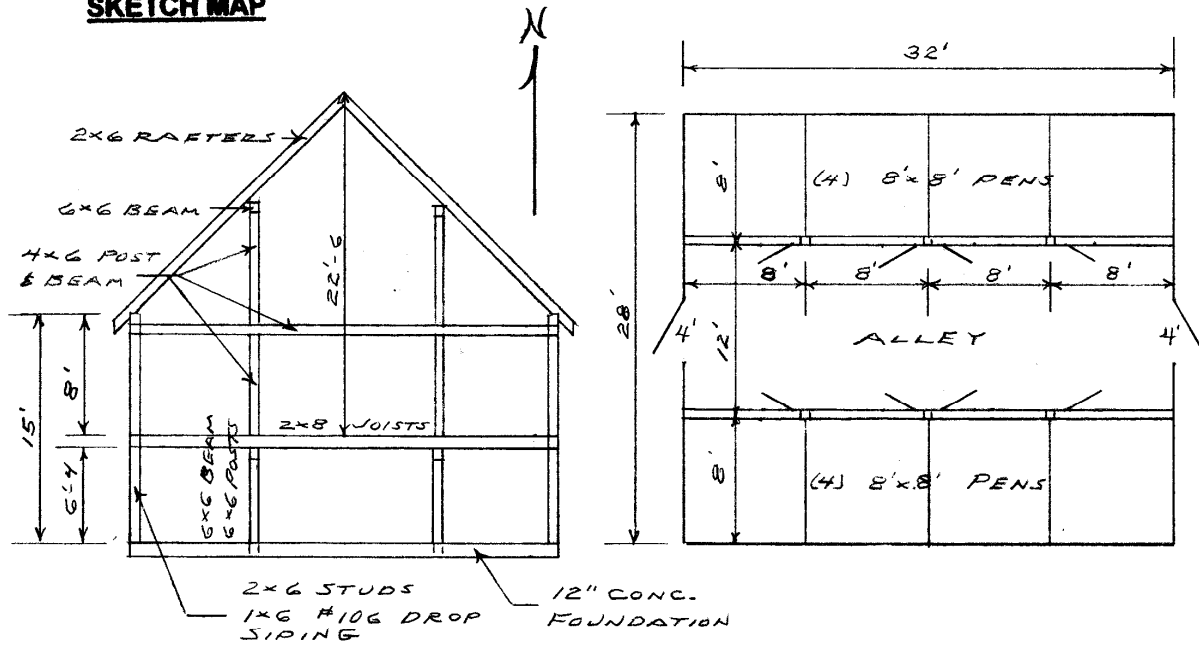 SKETCH MAP
N
2×6 RAFTERS
6×6 BEAM
4×6 POST
& BEAM
22'-6
15'
8'
6'-4
2×8 JOISTS
6×6 BEAM
6×6 POSTS
2×6 STUDS
1×6 #106 DROP
SIDING
12" CONC.
FOUNDATION
32'
28'
8'
(4) 8'×8' PENS
8' 8' 8' 8'
4' 12' ALLEY 4'
8'
(4) 8'×8' PENS